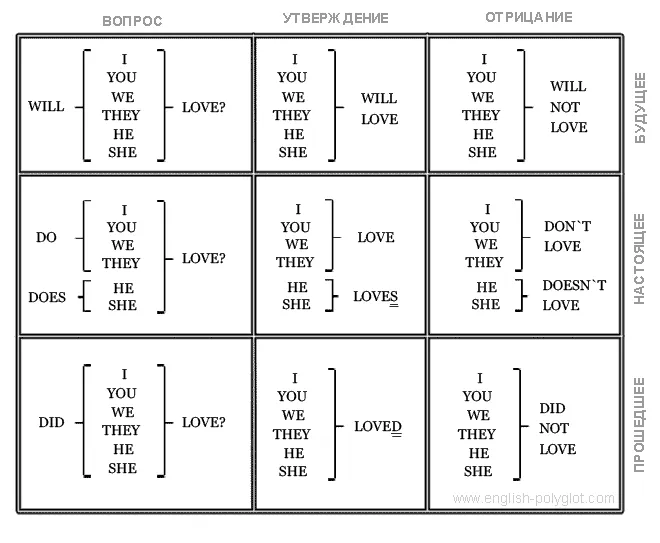 ВОПРОС
УТВЕРЖДЕНИЕ
ОТРИЦАНИЕ
WILL
I
YOU
WE
THEY
HE
SHE
LOVE?
I
YOU
WE
THEY
HE
SHE
WILL
LOVE
I
YOU
WE
THEY
HE
SHE
WILL
NOT
LOVE
БУДУЩЕЕ
DO
DOES
I
YOU
WE
THEY
HE
SHE
LOVE?
I
YOU
WE
THEY
LOVE
HE
SHE
LOVES
I
YOU
WE
THEY
DON`T
LOVE
HE
SHE
DOESN`T
LOVE
НАСТОЯЩЕЕ
DID
I
YOU
WE
THEY
HE
SHE
LOVE?
I
YOU
WE
THEY
HE
SHE
LOVED
I
YOU
WE
THEY
HE
SHE
DID
NOT
LOVE
ПРОШЕДШЕЕ
www.english-polyglot.com